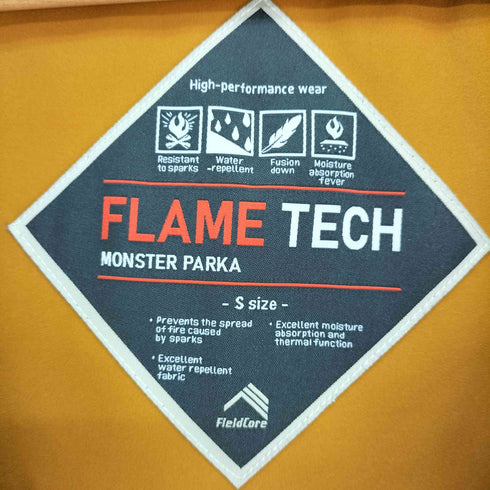 High-performance wear
Resistant to sparks
Water -repellent
Fusion down
Moisture absorption fever
FLAME TECH
MONSTER PARKA
- S size -
・Prevents the spread
of fire caused
by sparks
・Excellent
water repellent
fabric
・Excellent moisture
absorption and
thermal function
FieldCore